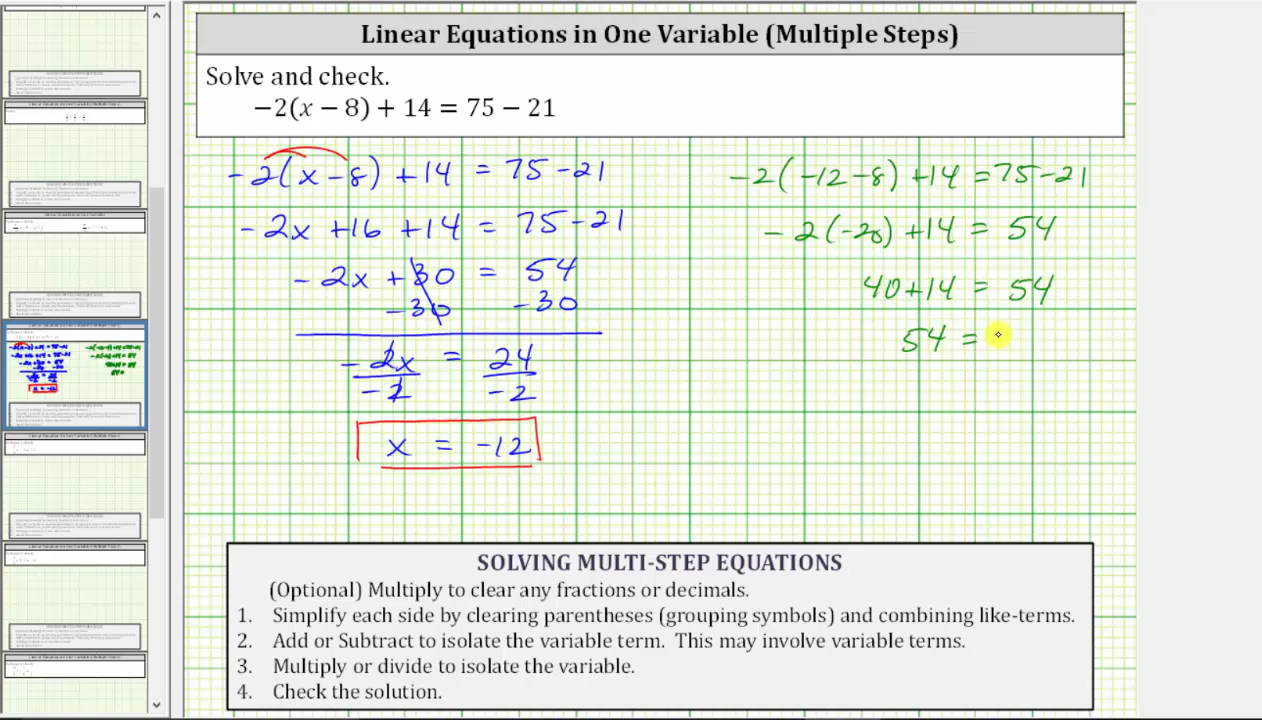 Linear Equations in One Variable (Multiple Steps)
Solve and check.
−2(x − 8) + 14 = 75 − 21
-2(x-8) +14 = 75-21
-2x +16 +14 = 75-21
-2x +30 = 54
-30 -30
-2x = 24
-2 -2
x = -12
-2(-12-8) +14 = 75-21
-2(-20) +14 = 54
40+14 = 54
54 =
SOLVING MULTI-STEP EQUATIONS
(Optional) Multiply to clear any fractions or decimals.
1. Simplify each side by clearing parentheses (grouping symbols) and combining like-terms.
2. Add or Subtract to isolate the variable term. This may involve variable terms.
3. Multiply or divide to isolate the variable.
4. Check the solution.